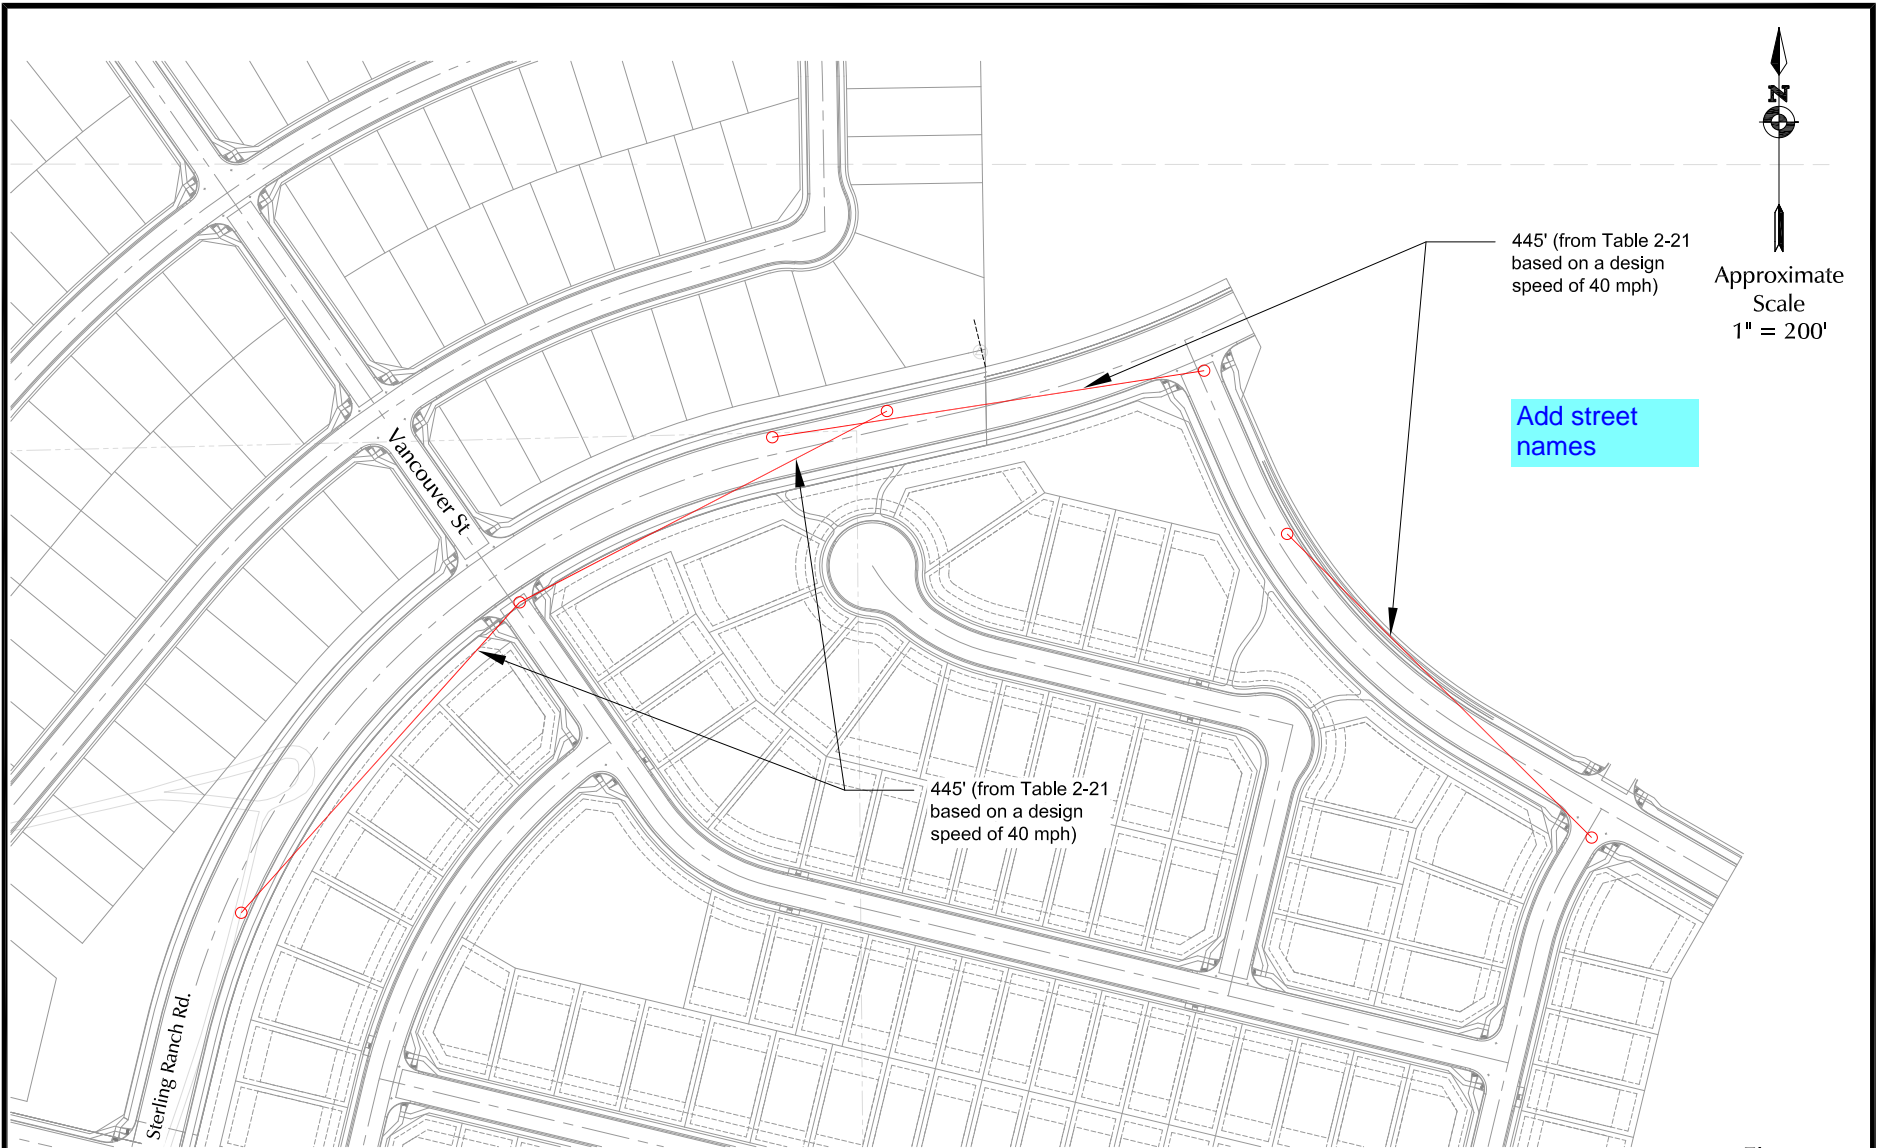 N
Approximate
Scale
1" = 200'
445' (from Table 2-21
based on a design
speed of 40 mph)
Add street
names
Vancouver St
445' (from Table 2-21
based on a design
speed of 40 mph)
Sterling Ranch Rd.